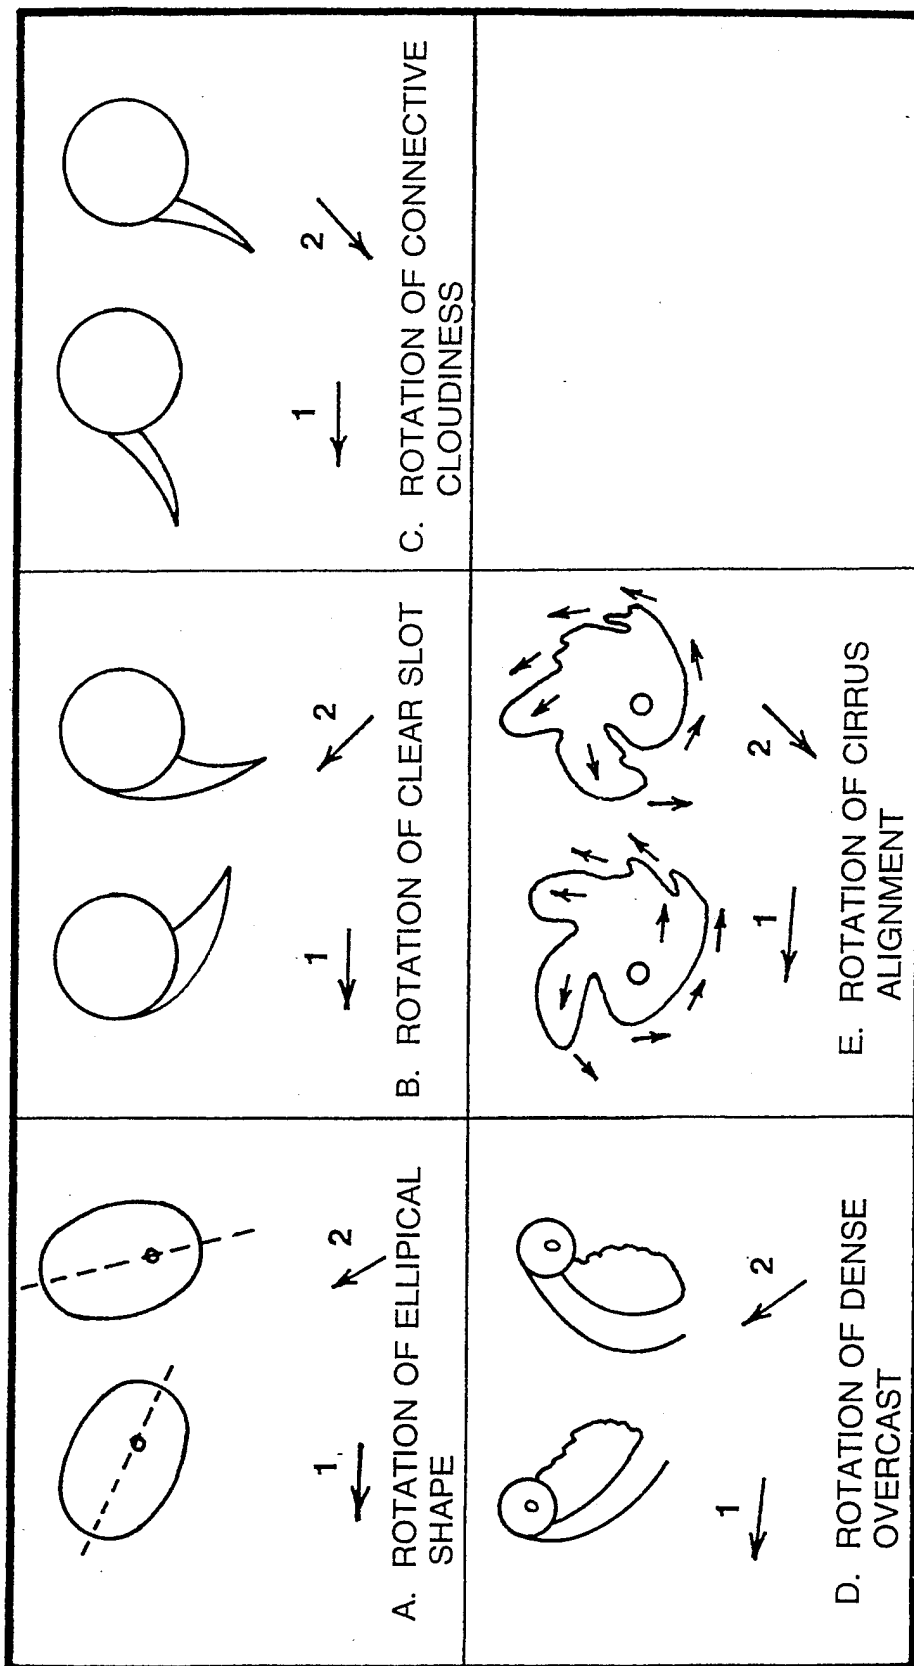 1
2
A. ROTATION OF ELLIPICAL
SHAPE
1
2
B. ROTATION OF CLEAR SLOT
1
2
C. ROTATION OF CONNECTIVE
CLOUDINESS
1
2
D. ROTATION OF DENSE
OVERCAST
1
2
E. ROTATION OF CIRRUS
ALIGNMENT